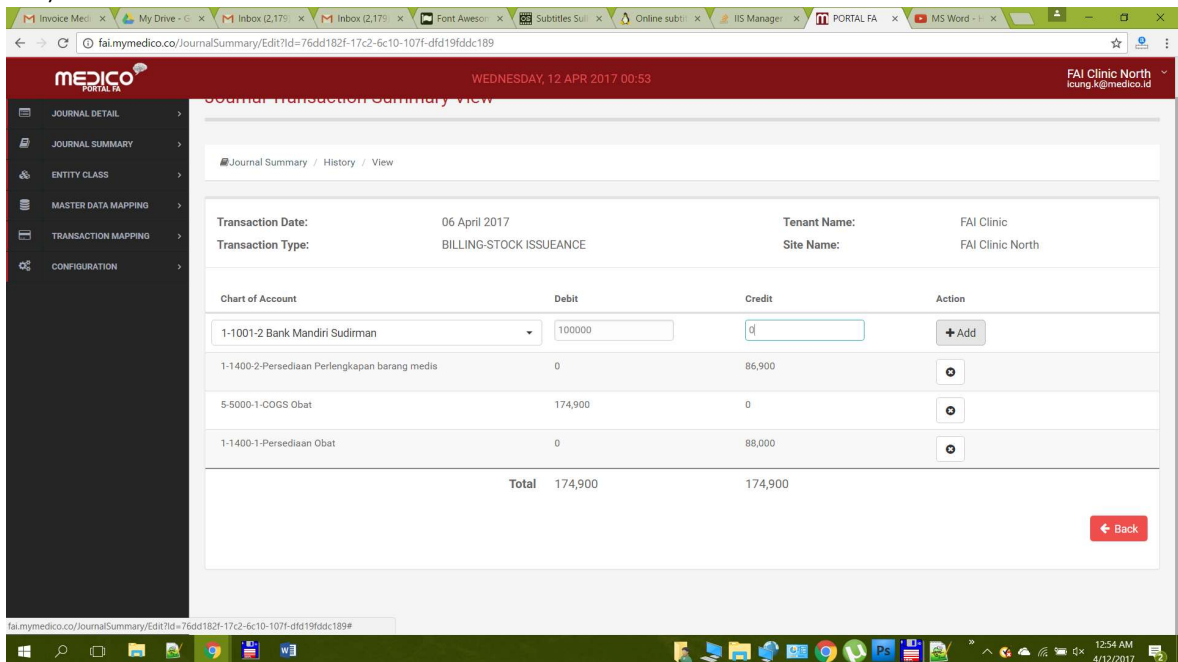 Invoice Medi
My Drive - G
Inbox (2,179)
Inbox (2,179)
Font Awesom
Subtitles Sub
Online subti
IIS Manager
PORTAL FA
MS Word - H
fai.mymedico.co/JournalSummary/Edit?Id=76dd182f-17c2-6c10-107f-dfd19fddc189
MEDICO
PORTAL FA
WEDNESDAY, 12 APR 2017 00:53
FAI Clinic North
icung.k@medico.id
Journal Transaction Summary View
JOURNAL DETAIL
JOURNAL SUMMARY
ENTITY CLASS
MASTER DATA MAPPING
TRANSACTION MAPPING
CONFIGURATION
Journal Summary / History / View
Transaction Date: 06 April 2017 Tenant Name: FAI Clinic
Transaction Type: BILLING-STOCK ISSUEANCE Site Name: FAI Clinic North
Chart of Account Debit Credit Action
1-1001-2 Bank Mandiri Sudirman 100000 0 + Add
1-1400-2-Persediaan Perlengkapan barang medis 0 86,900
5-5000-1-COGS Obat 174,900 0
1-1400-1-Persediaan Obat 0 88,000
Total 174,900 174,900
Back
fai.mymedico.co/JournalSummary/Edit?Id=76dd182f-17c2-6c10-107f-dfd19fddc189#
12:54 AM
4/12/2017